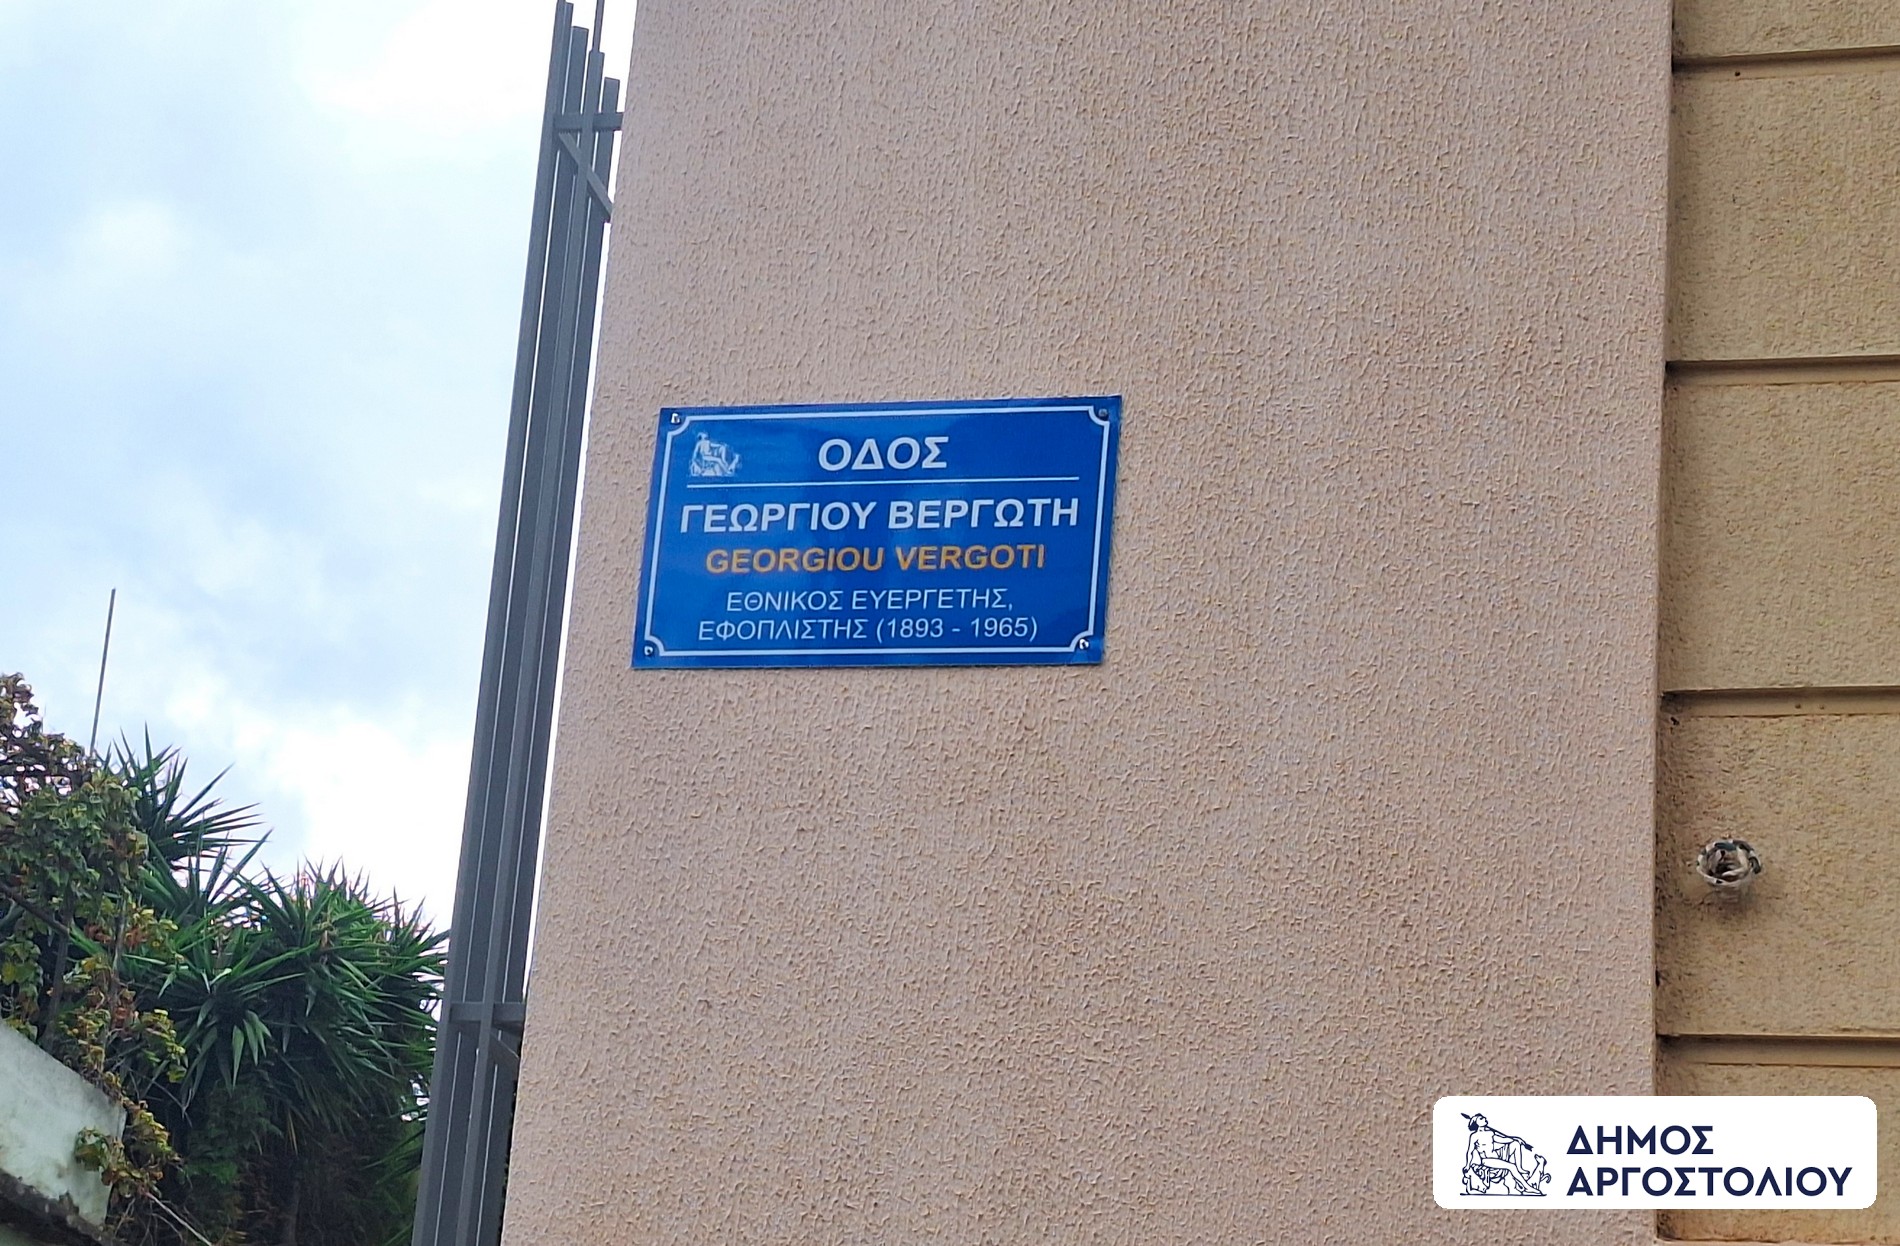 ΟΔΟΣ
ΓΕΩΡΓΙΟΥ ΒΕΡΓΩΤΗ
GEORGIOU VERGOTI
ΕΘΝΙΚΟΣ ΕΥΕΡΓΕΤΗΣ,
ΕΦΟΠΛΙΣΤΗΣ (1893 - 1965)
ΔΗΜΟΣ
ΑΡΓΟΣΤΟΛΙΟΥ